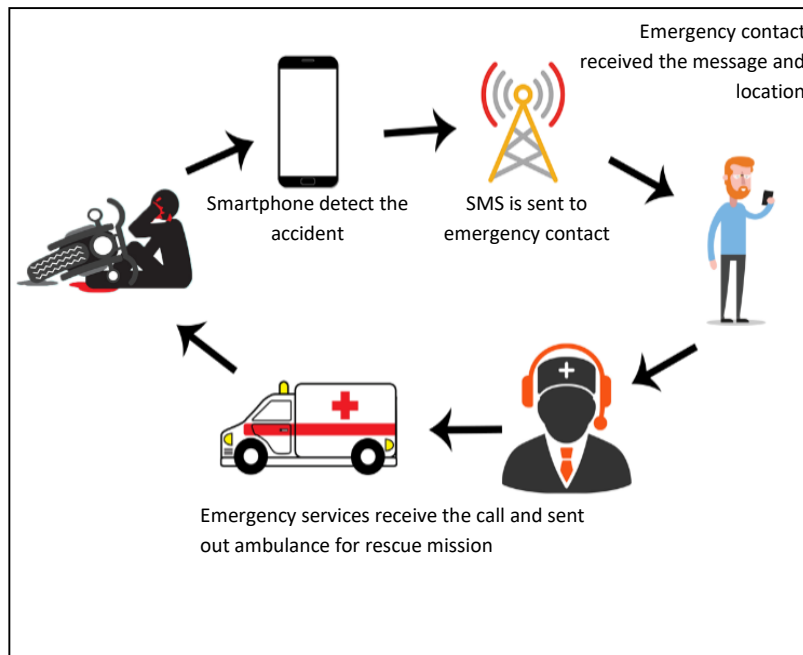 Emergency contact
received the message and
location
Smartphone detect the
accident
SMS is sent to
emergency contact
Emergency services receive the call and sent
out ambulance for rescue mission